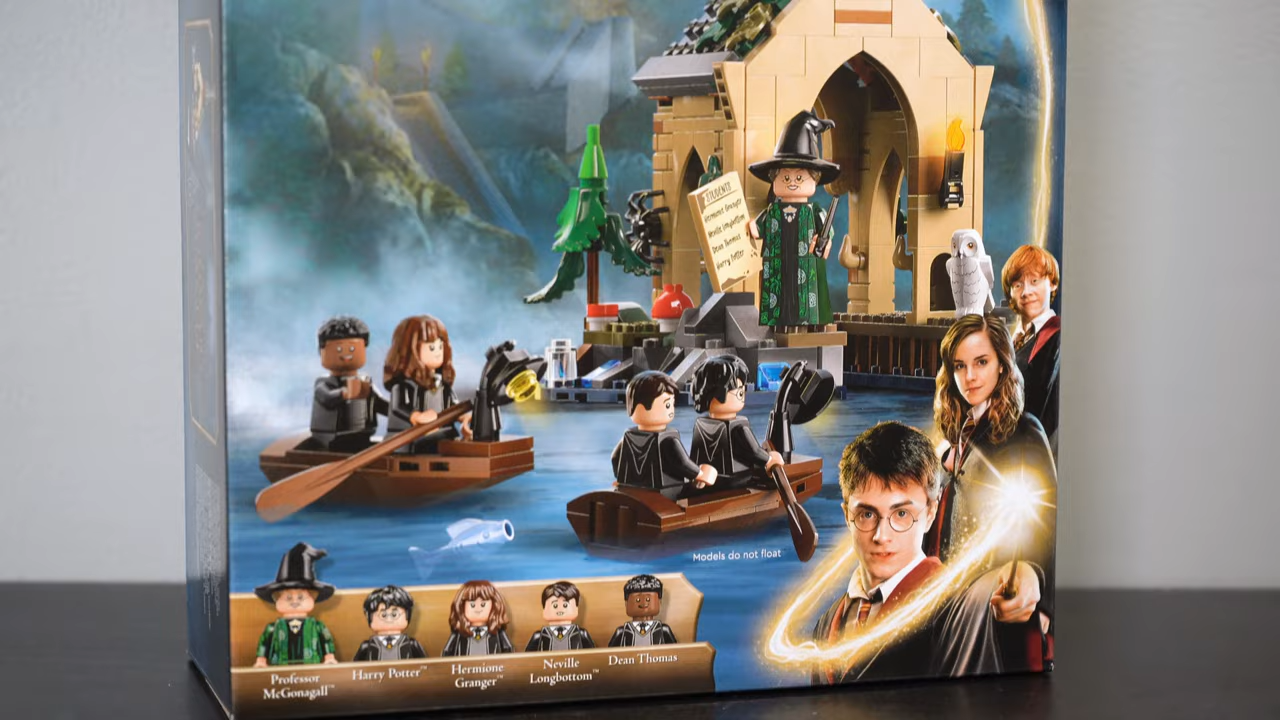 STUDENTS
Hermione Granger
Neville Longbottom
Dean Thomas
Harry Potter
Models do not float
Professor
McGonagall™
Harry Potter™
Hermione
Granger™
Neville
Longbottom™
Dean Thomas